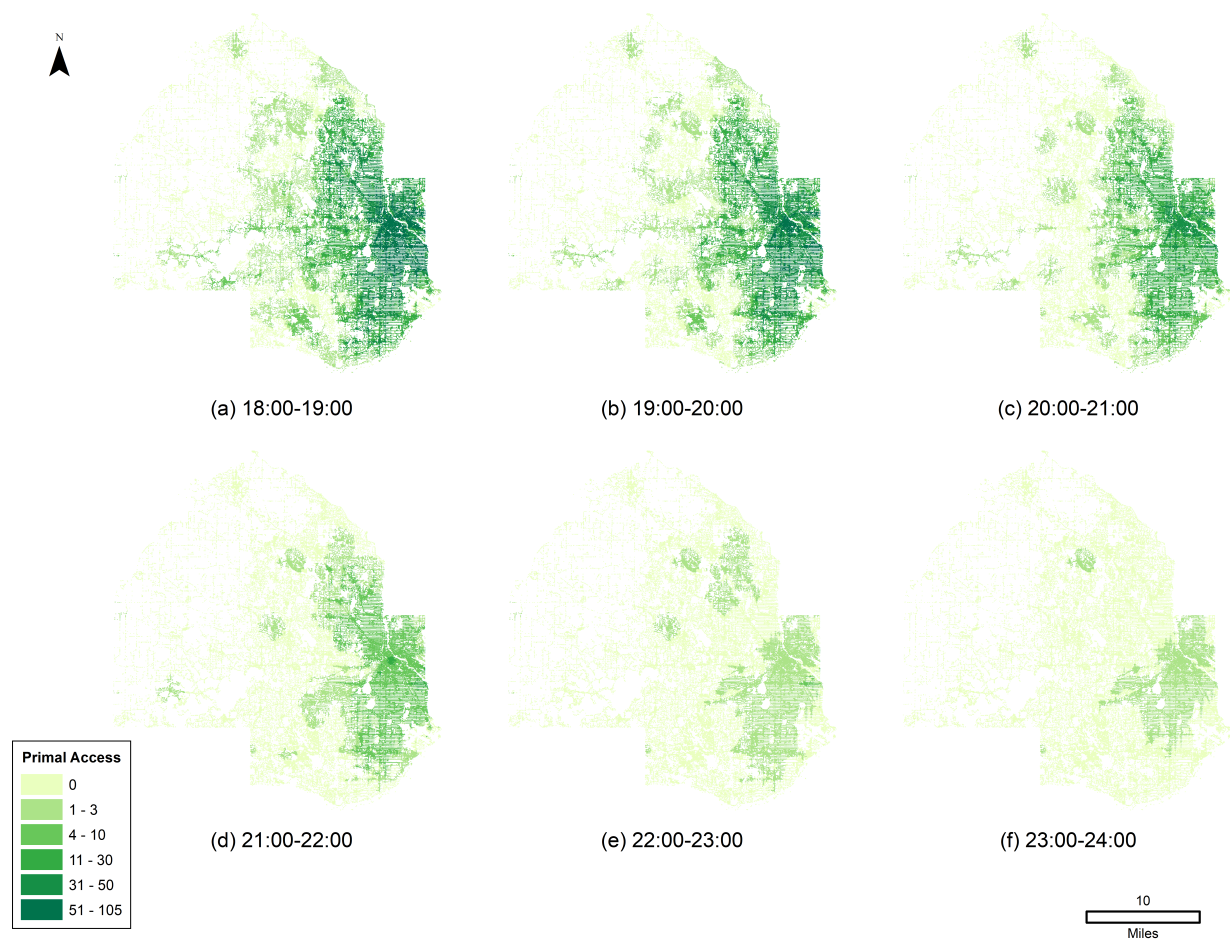 N
(a) 18:00-19:00
(b) 19:00-20:00
(c) 20:00-21:00
(d) 21:00-22:00
(e) 22:00-23:00
(f) 23:00-24:00
Primal Access
0
1 - 3
4 - 10
11 - 30
31 - 50
51 - 105
10
Miles